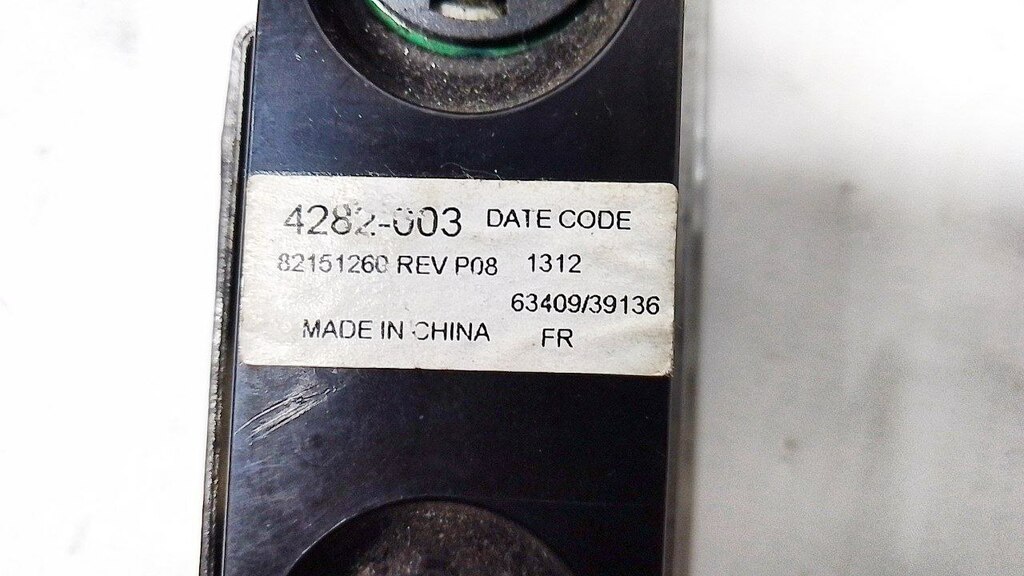 4282-003 DATE CODE
82151260 REV P08 1312
63409/39136
MADE IN CHINA FR